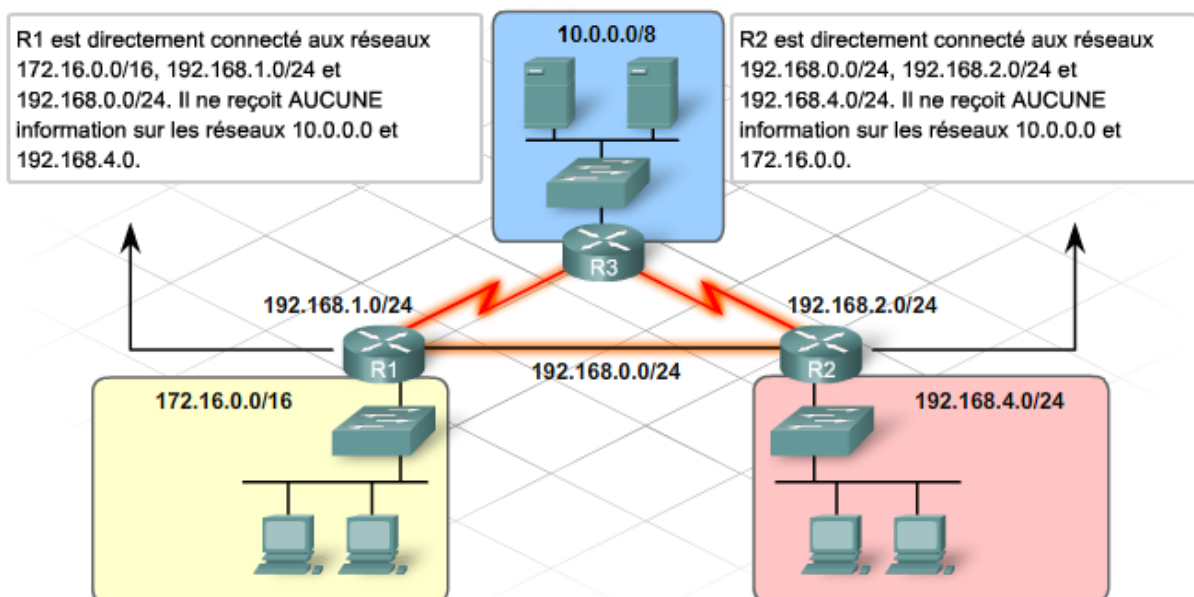 R1 est directement connecté aux réseaux
172.16.0.0/16, 192.168.1.0/24 et
192.168.0.0/24. Il ne reçoit AUCUNE
information sur les réseaux 10.0.0.0 et
192.168.4.0.
10.0.0.0/8
R2 est directement connecté aux réseaux
192.168.0.0/24, 192.168.2.0/24 et
192.168.4.0/24. Il ne reçoit AUCUNE
information sur les réseaux 10.0.0.0 et
172.16.0.0.
R3
192.168.1.0/24
192.168.2.0/24
R1
192.168.0.0/24
R2
172.16.0.0/16
192.168.4.0/24